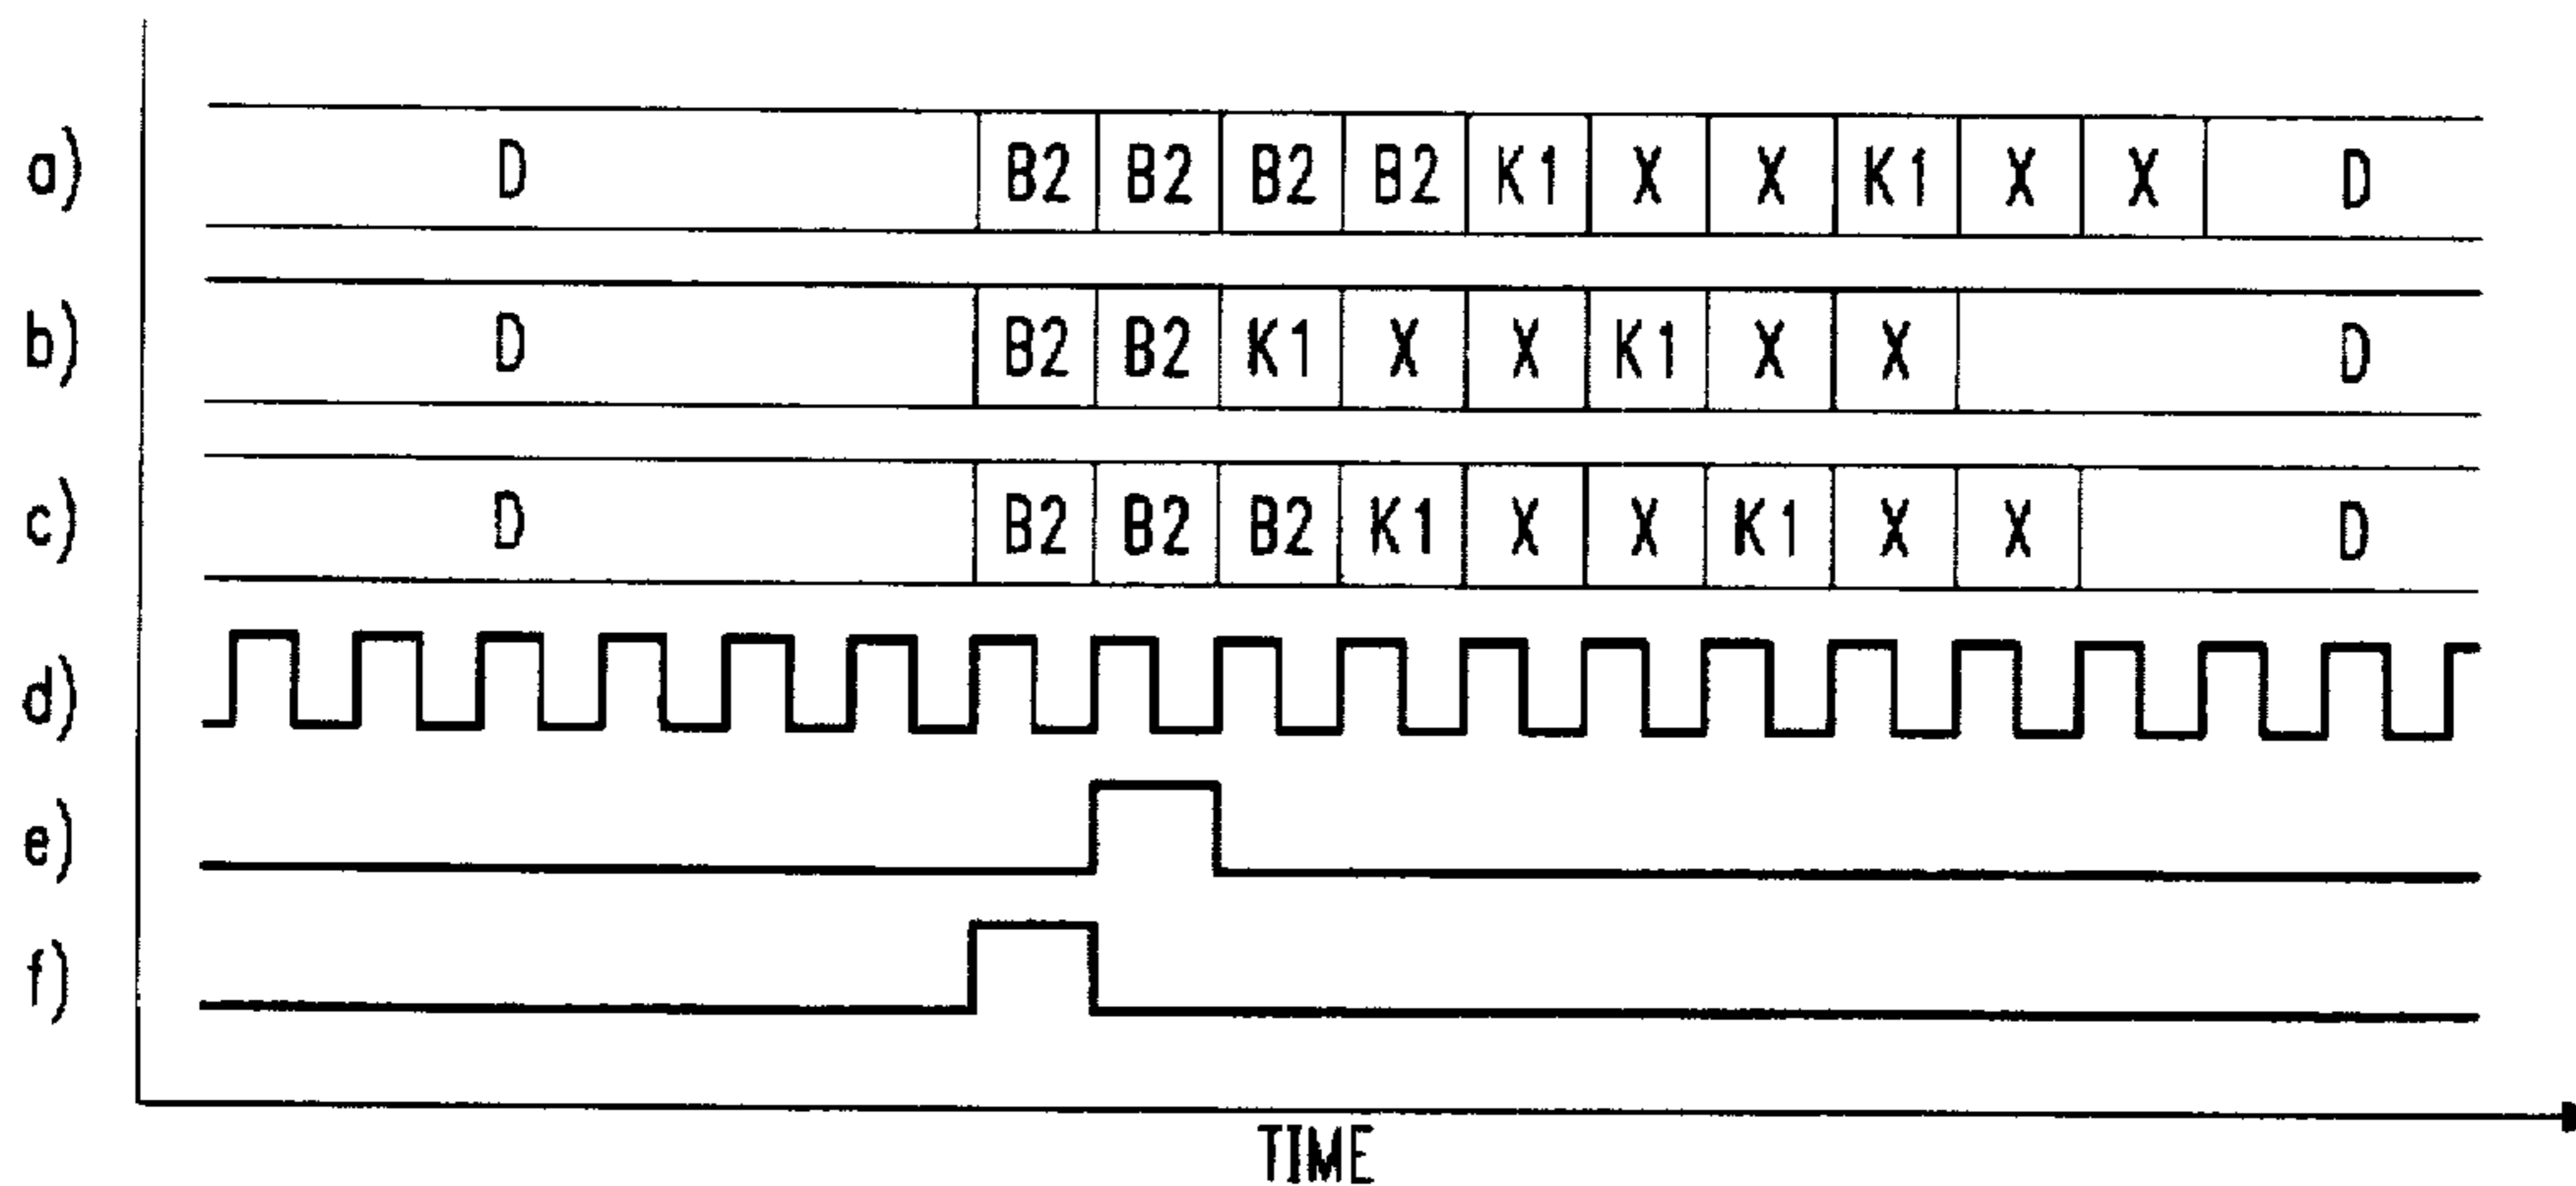 a) D B2 B2 B2 B2 K1 X X K1 X X D
b) D B2 B2 K1 X X K1 X X D
c) D B2 B2 B2 K1 X X K1 X X D
d)
e)
f)
TIME